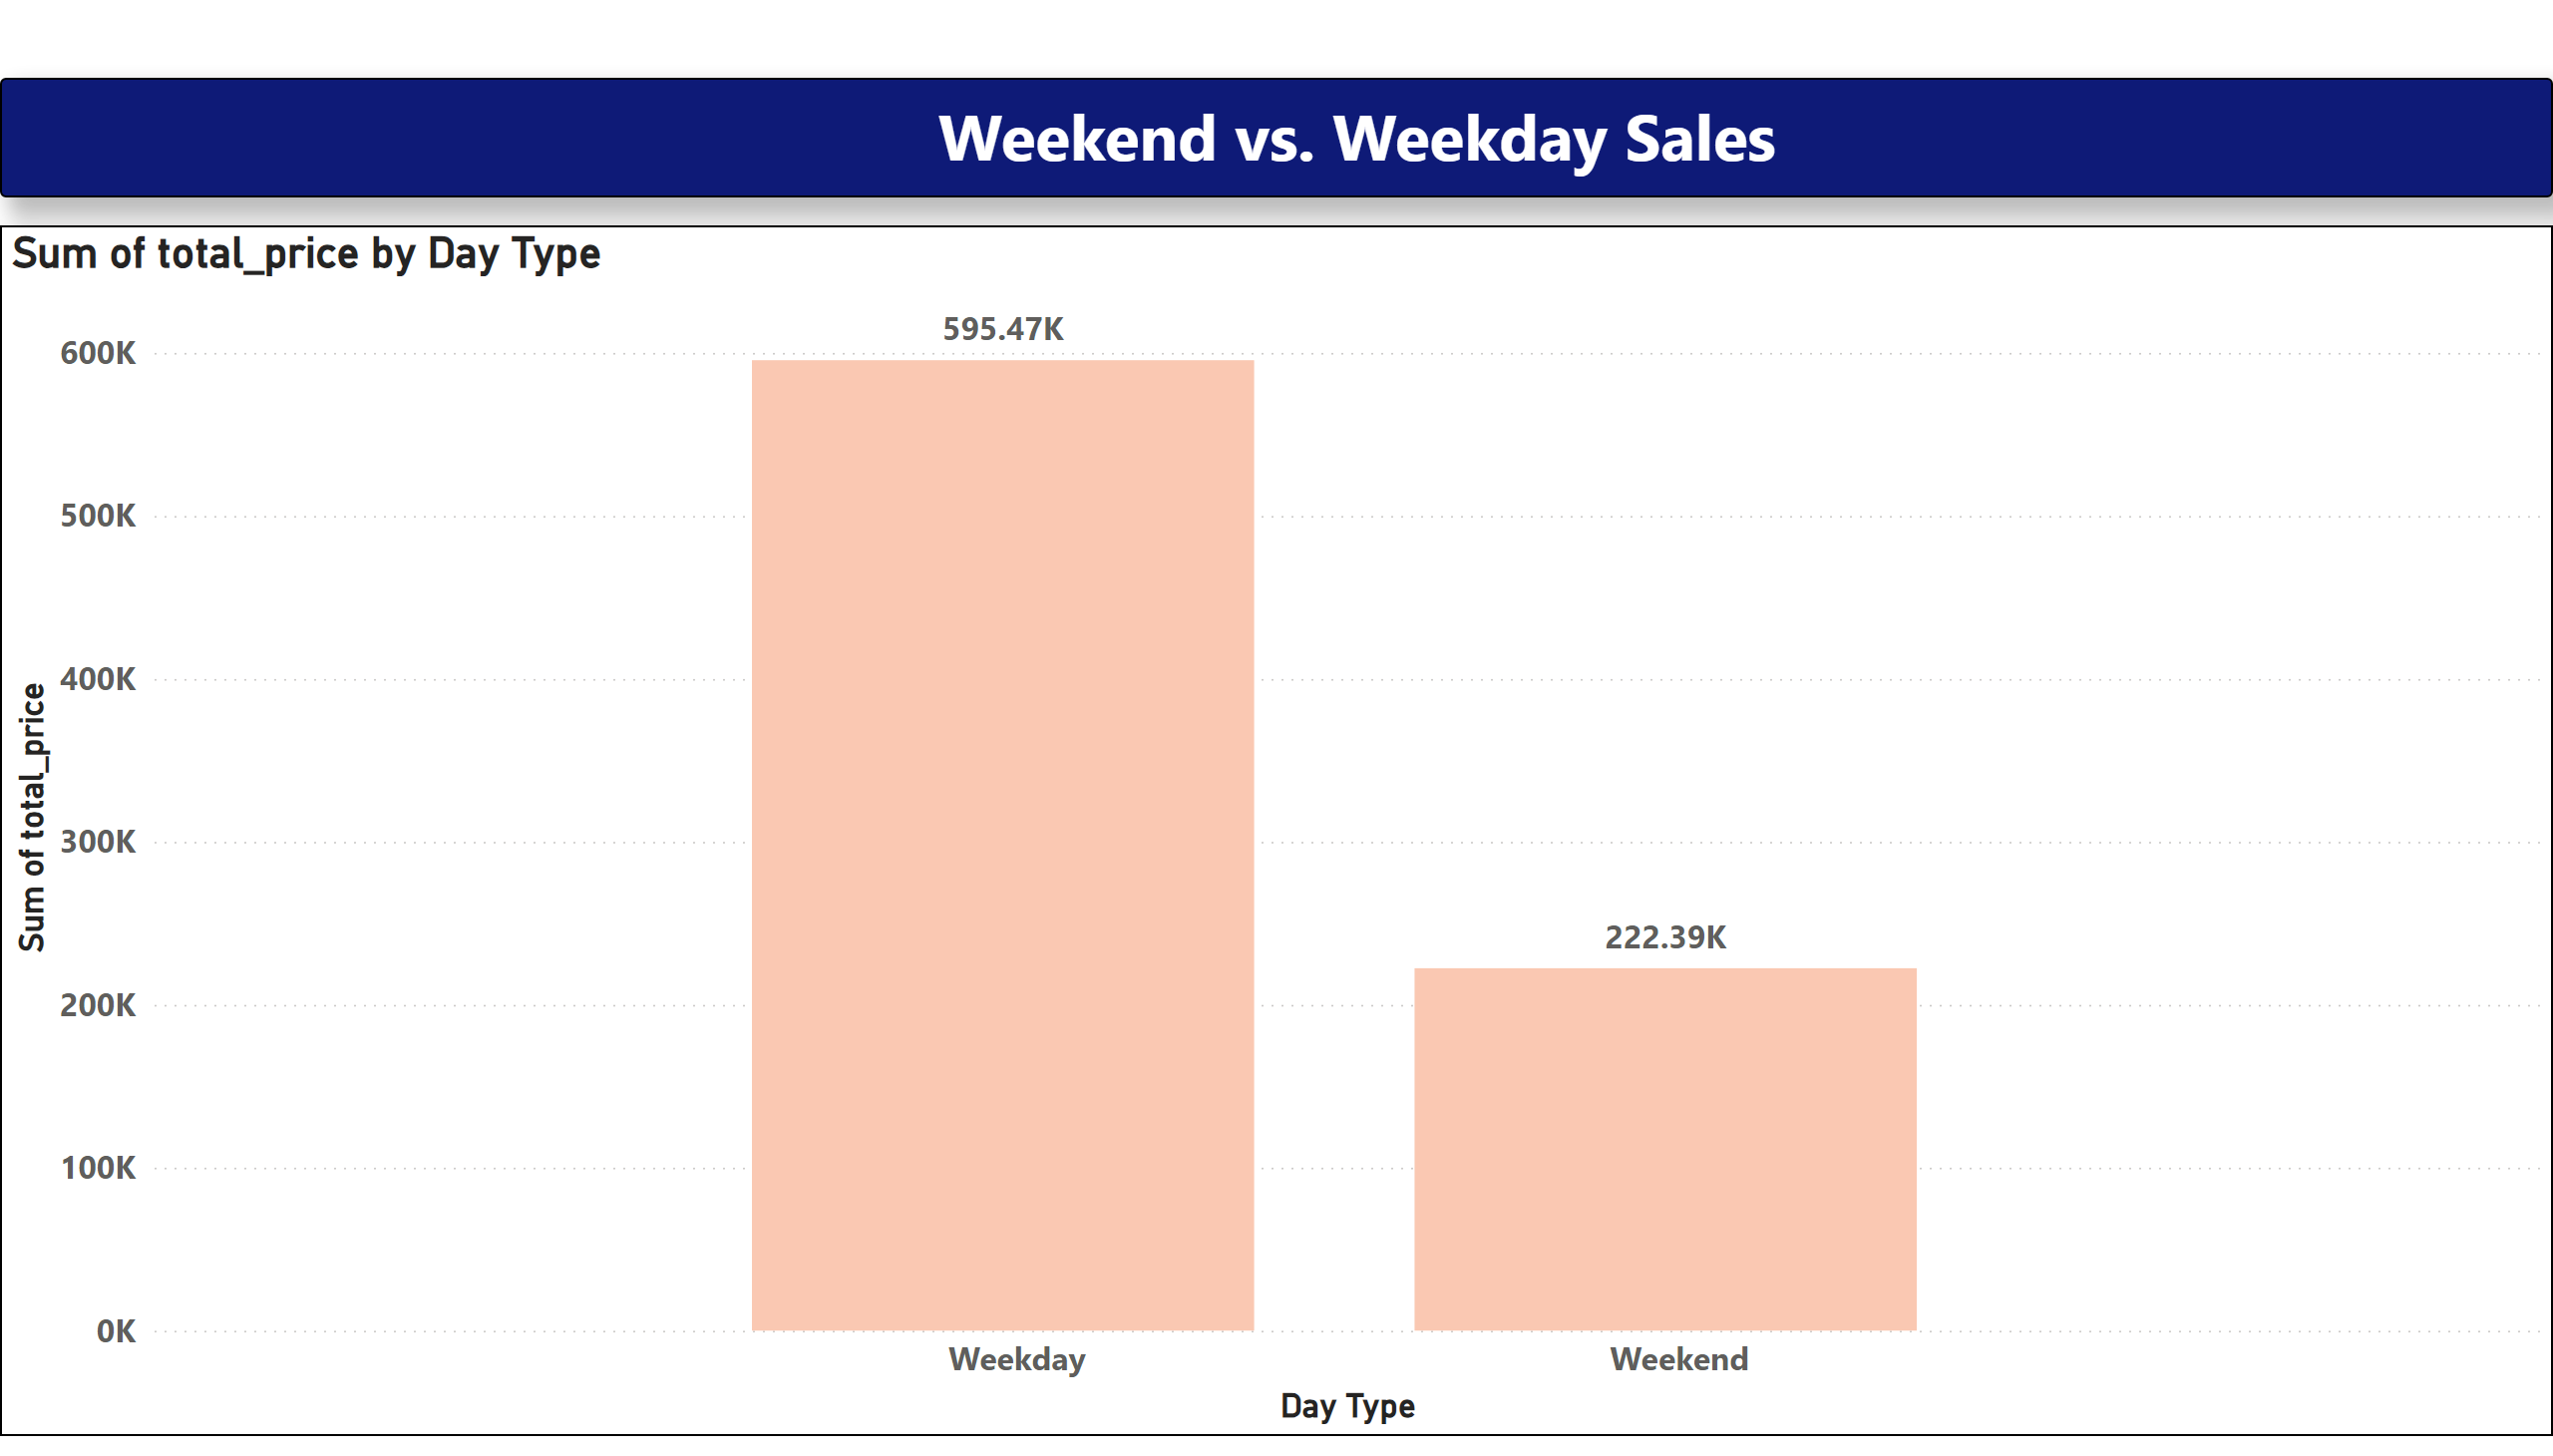 Weekend vs. Weekday Sales
Sum of total_price by Day Type
595.47K
600K
500K
400K
300K
222.39K
200K
100K
0K
Sum of total_price
Weekday
Weekend
Day Type